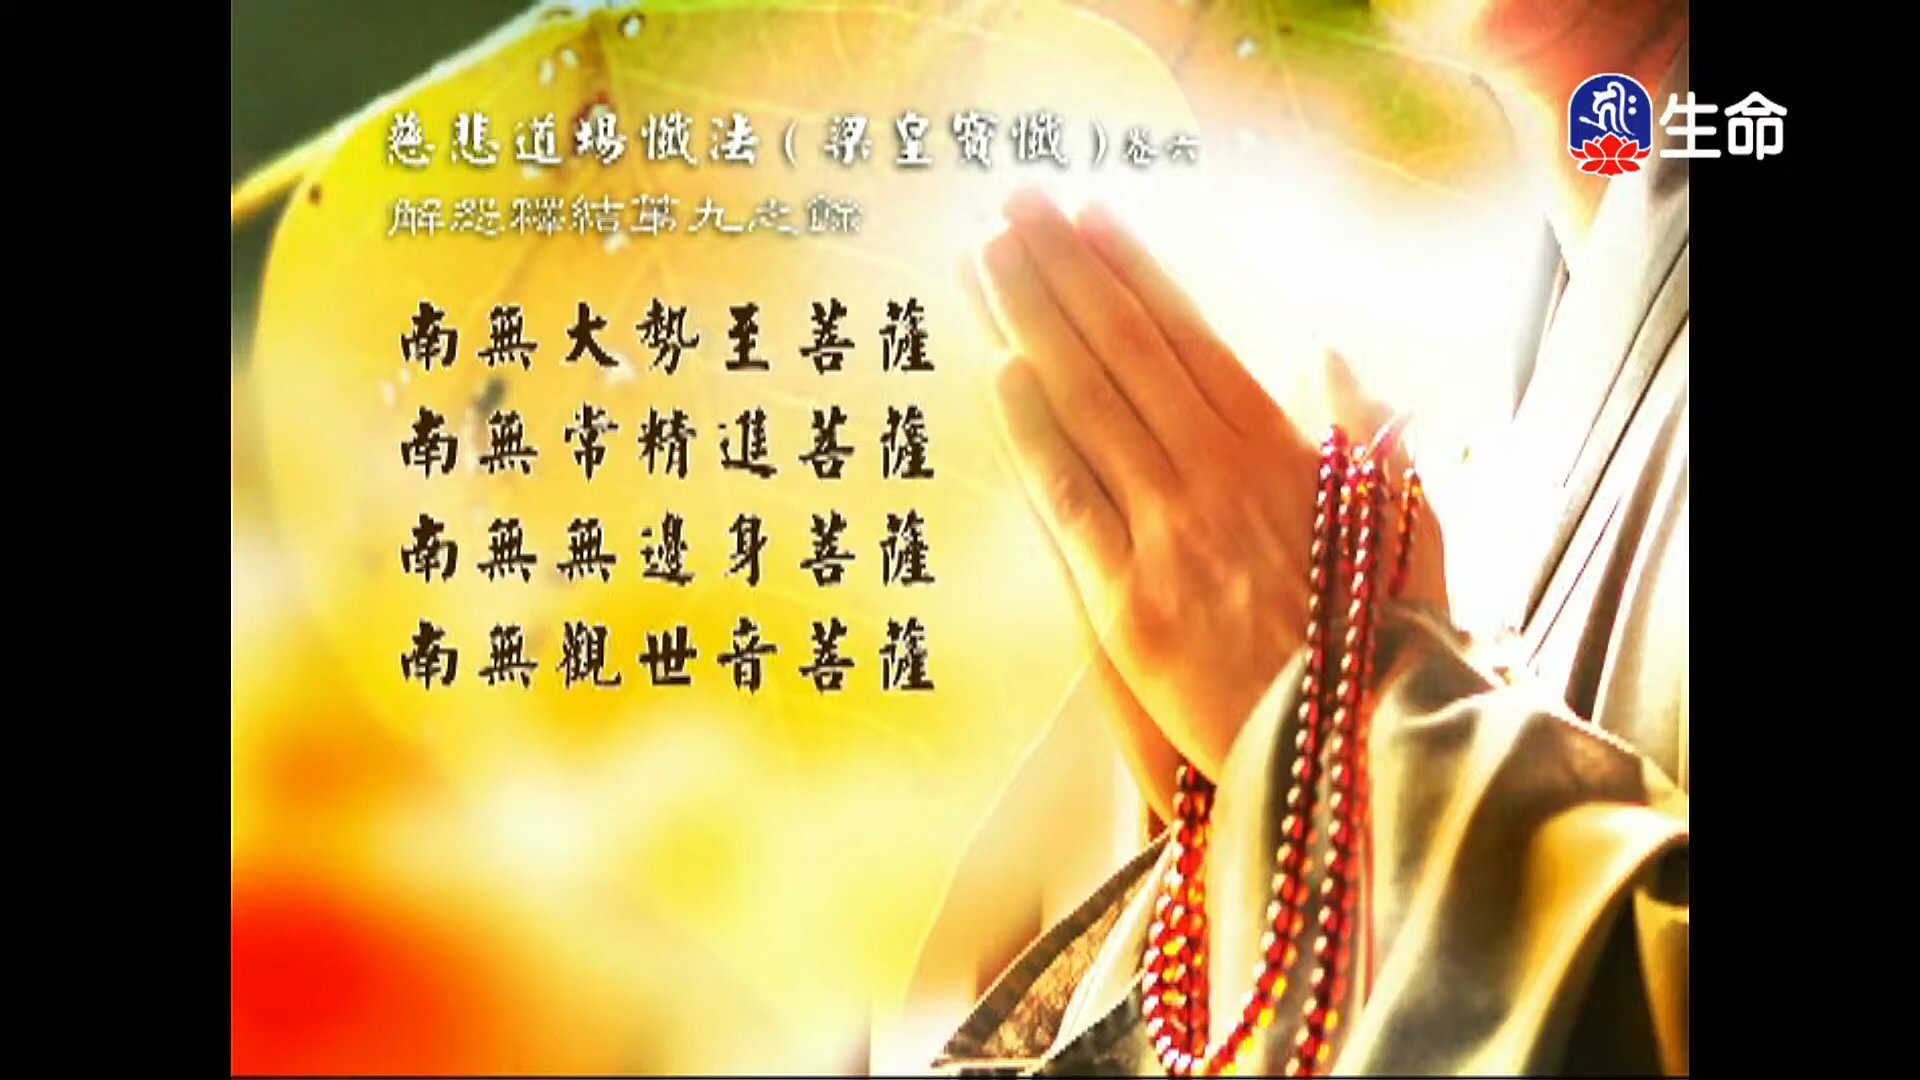 慈悲道場懺法(梁皇寶懺)卷六
生命
解冤釋結第九之餘
南無大勢至菩薩
南無常精進菩薩
南無無邊身菩薩
南無觀世音菩薩